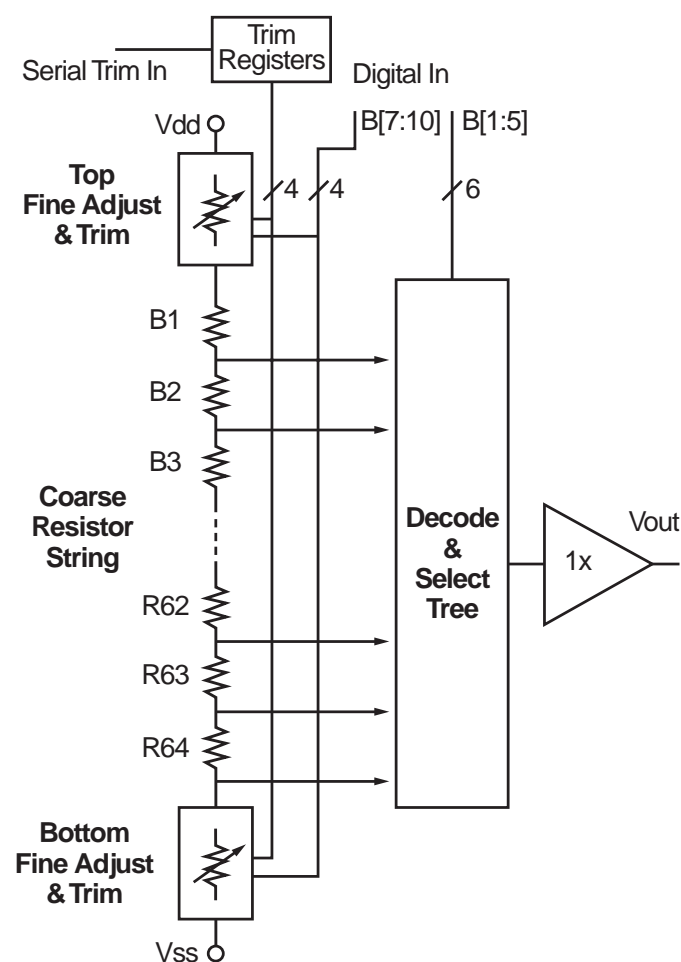 Trim
Registers
Serial Trim In
Digital In
Vdd
B[7:10]
B[1:5]
Top
Fine Adjust
& Trim
4
4
6
B1
B2
B3
Coarse
Resistor
String
Decode
&
Select
Tree
1x
Vout
R62
R63
R64
Bottom
Fine Adjust
& Trim
Vss